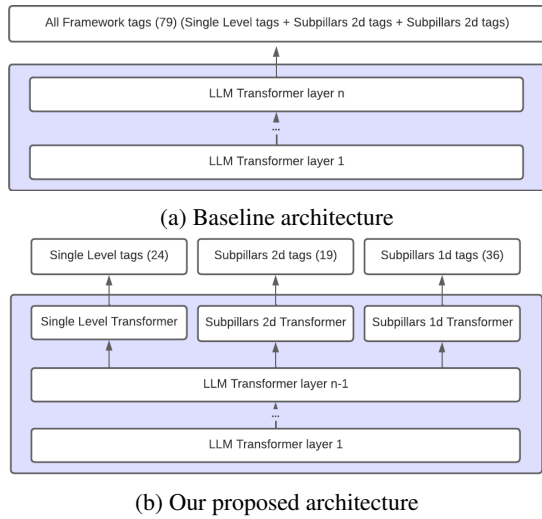 All Framework tags (79) (Single Level tags + Subpillars 2d tags + Subpillars 2d tags)
LLM Transformer layer n
...
LLM Transformer layer 1
(a) Baseline architecture
Single Level tags (24)
Subpillars 2d tags (19)
Subpillars 1d tags (36)
Single Level Transformer
Subpillars 2d Transformer
Subpillars 1d Transformer
LLM Transformer layer n-1
...
LLM Transformer layer 1
(b) Our proposed architecture